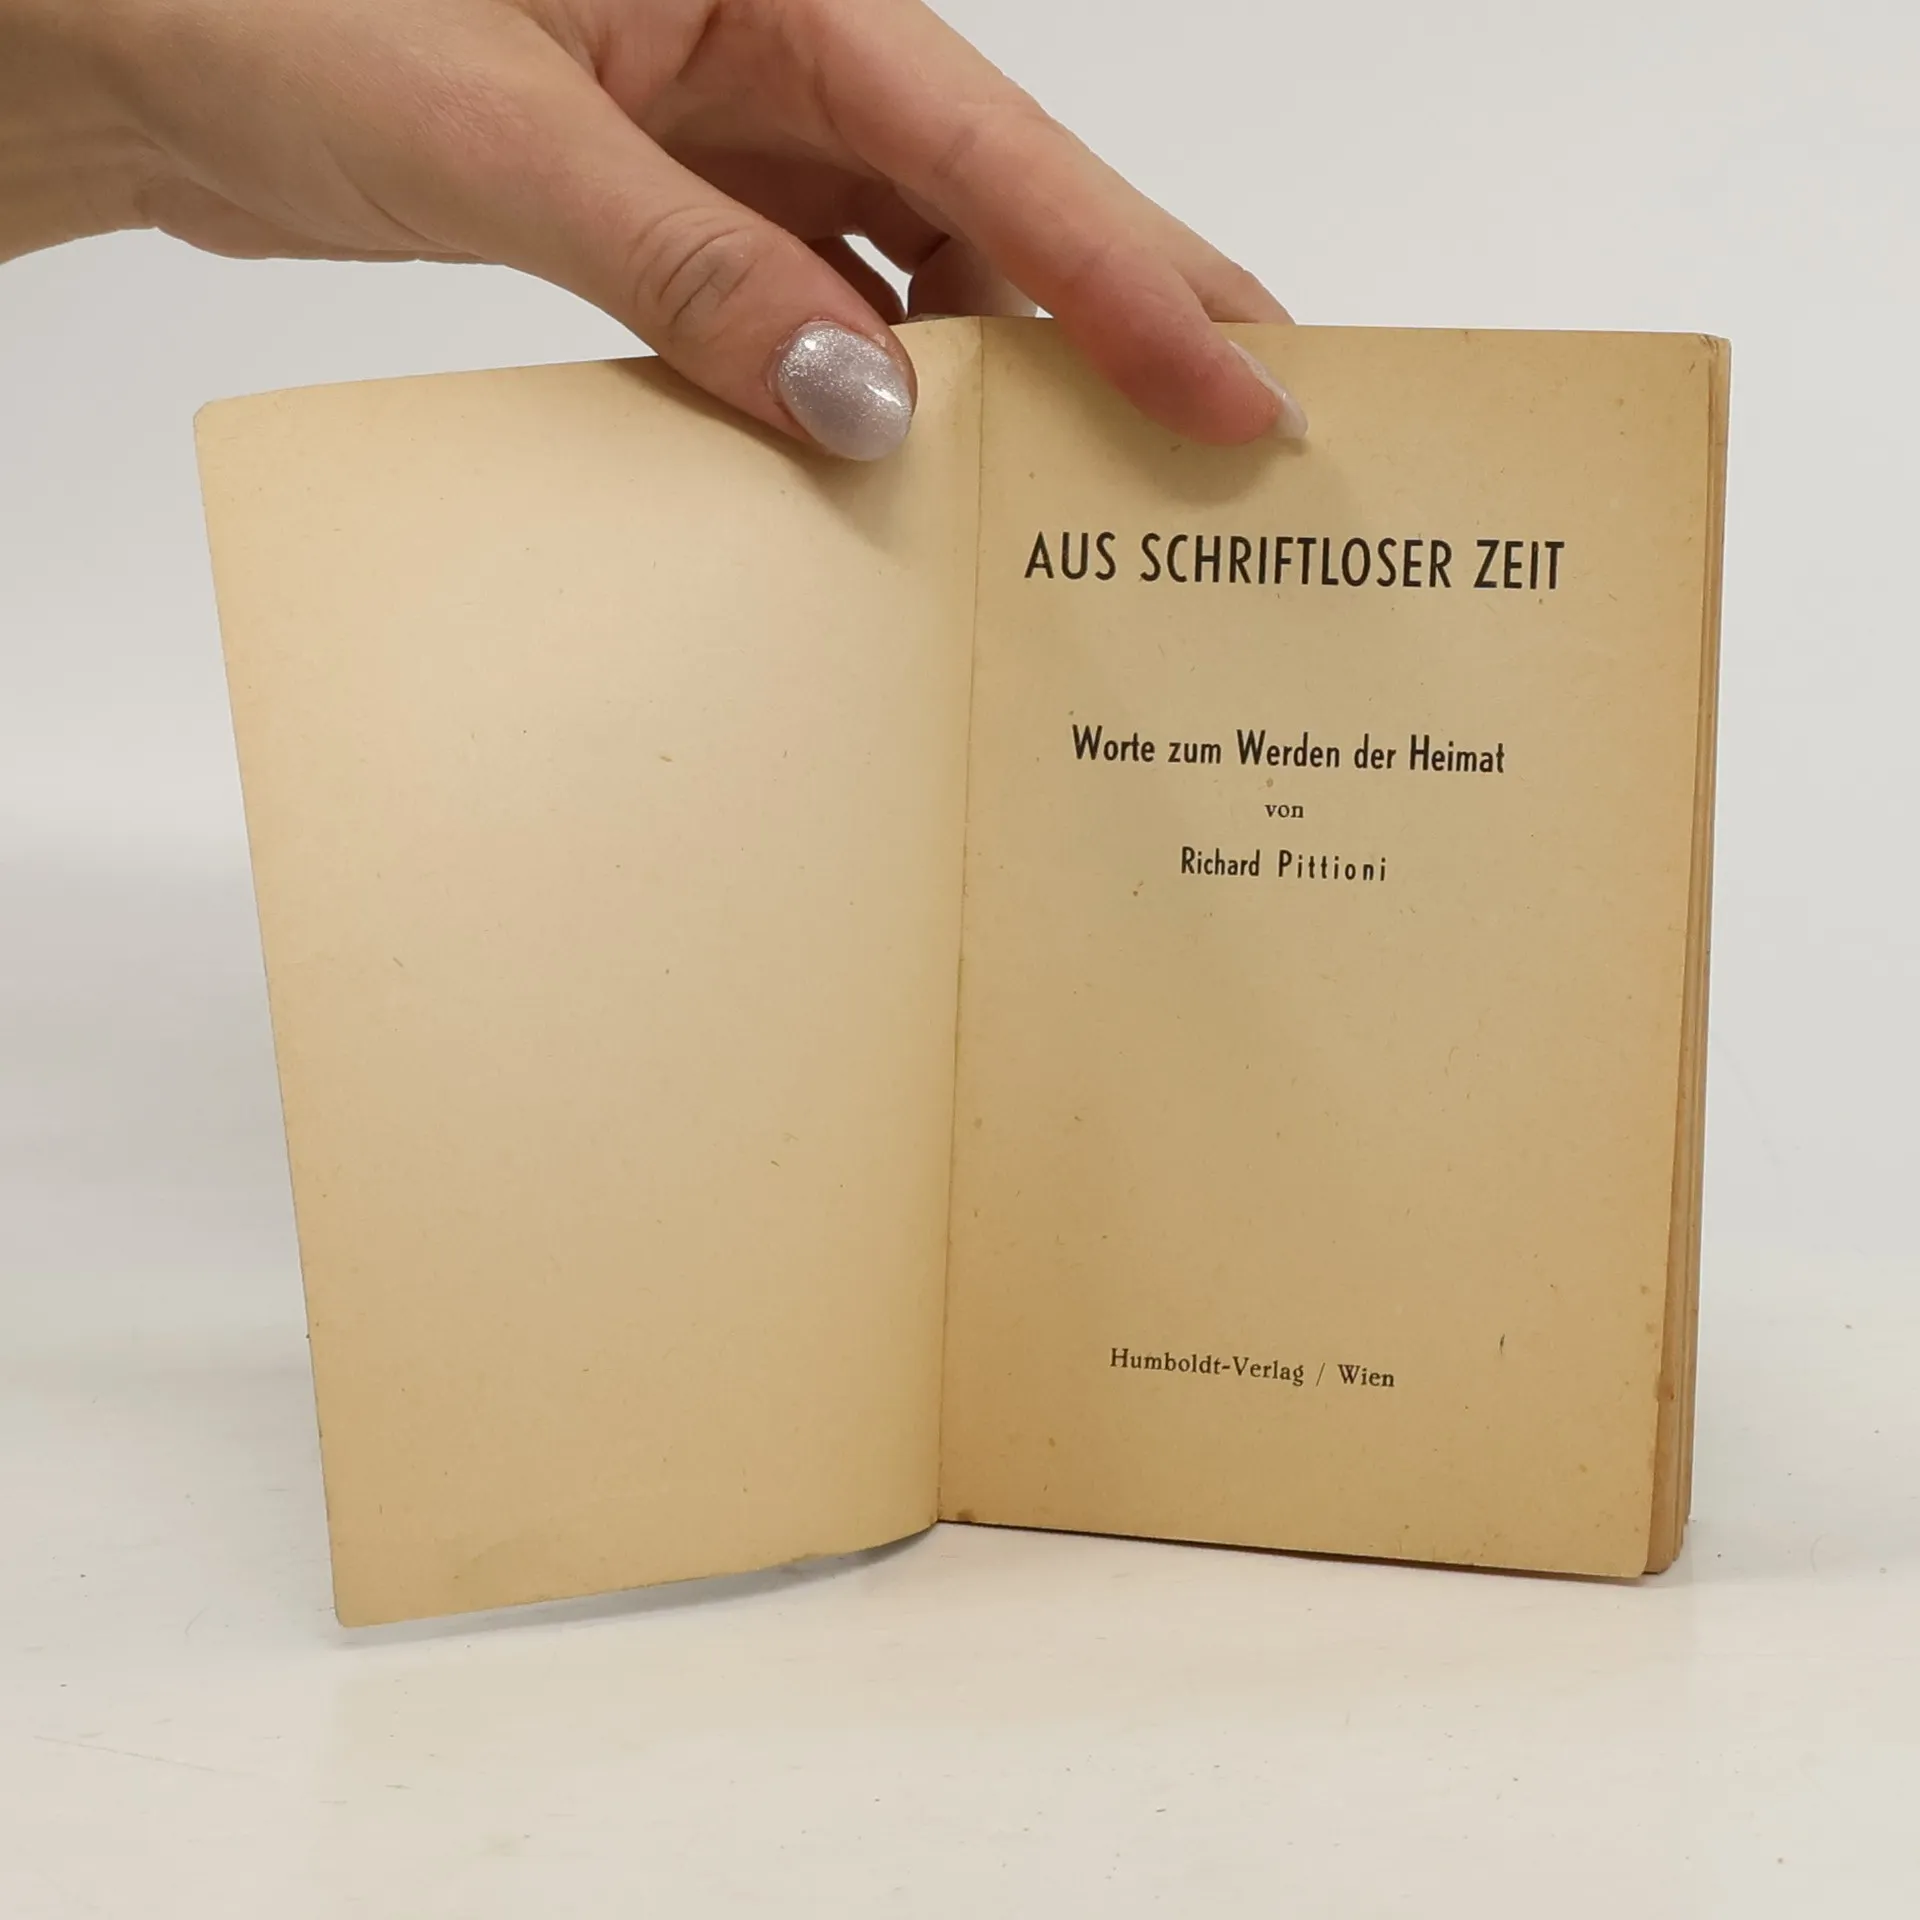 AUS SCHRIFTLOSER ZEIT
Worte zum Werden der Heimat
von
Richard Pittioni
Humboldt-Verlag / Wien